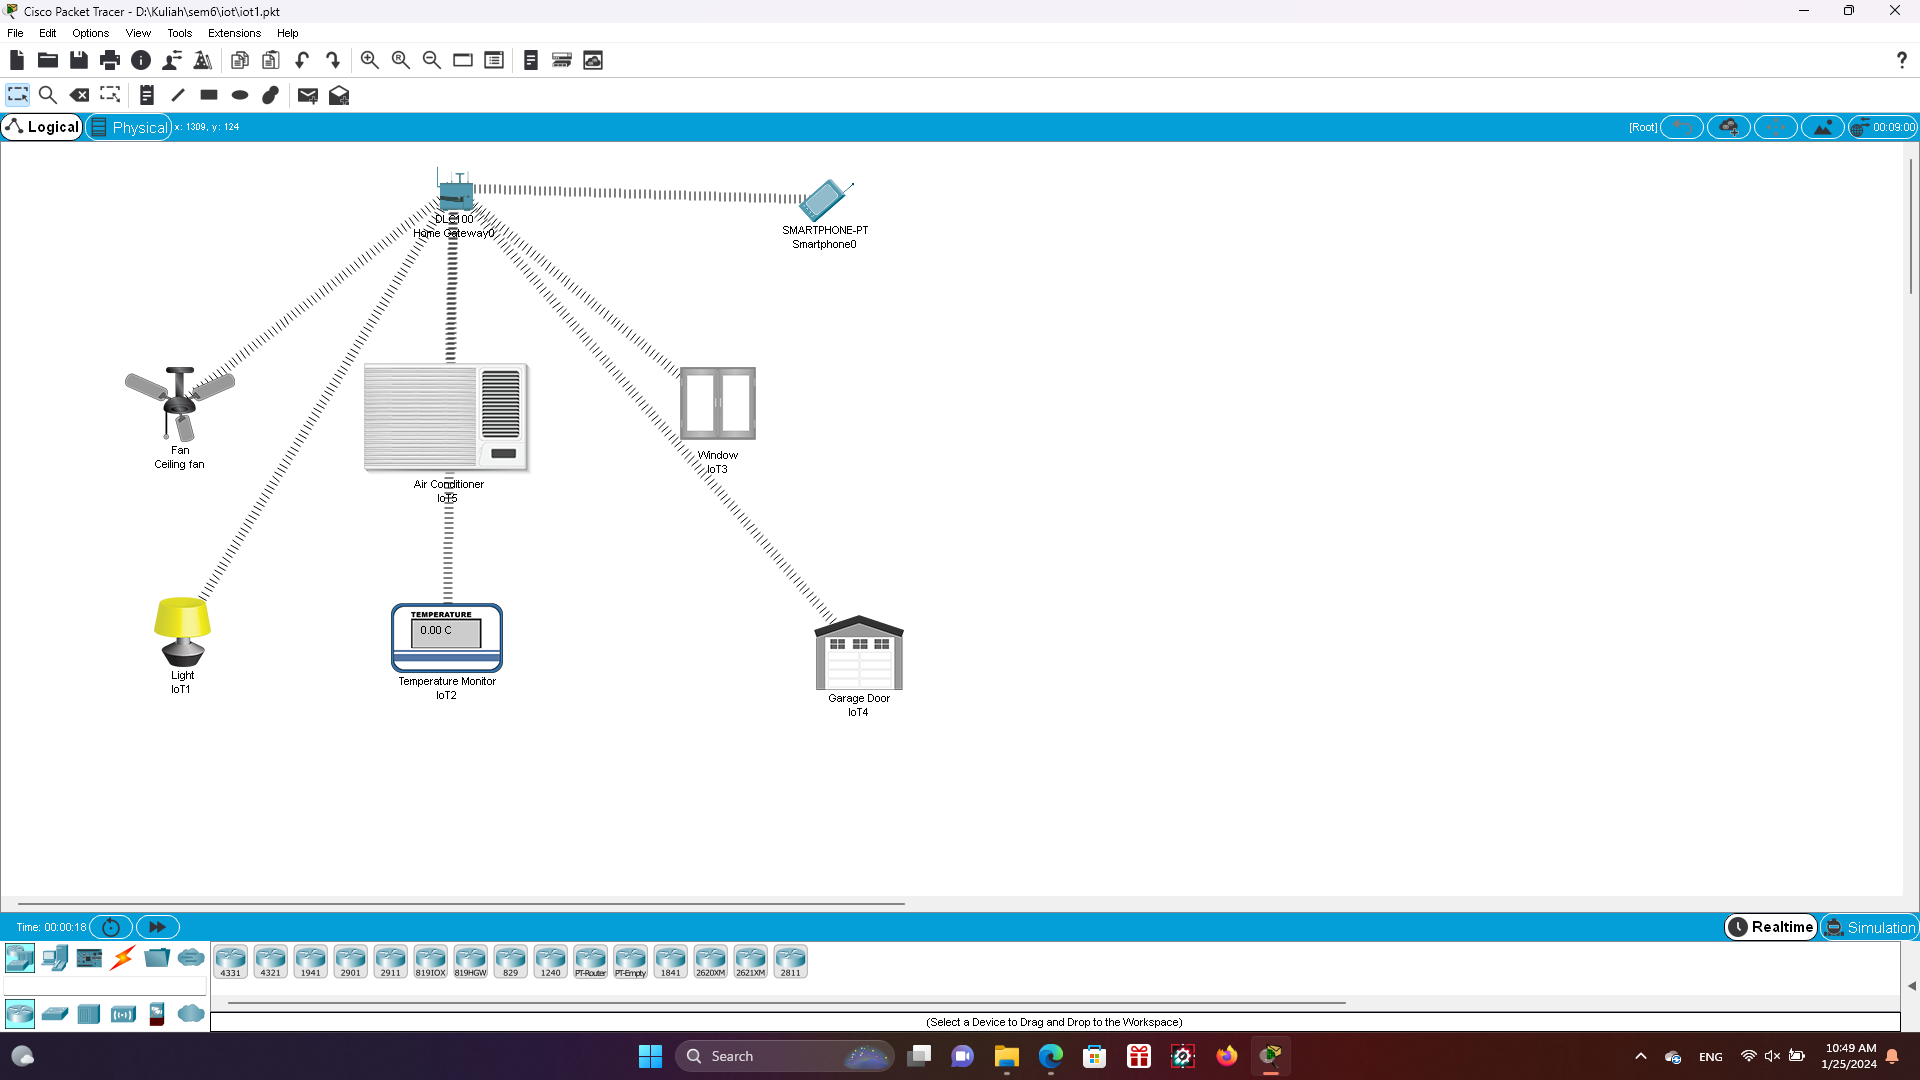 Cisco Packet Tracer - D:\Kuliah\sem6\iot\iot1.pkt
File Edit Options View Tools Extensions Help
Logical Physical x: 1309, y: 124 [Root] 00:09:00
DLC100
Home Gateway0
SMARTPHONE-PT
Smartphone0
Fan
Ceiling fan
Air Conditioner
IoT5
Window
IoT3
TEMPERATURE
0.00 C
Light
IoT1
Temperature Monitor
IoT2
Garage Door
IoT4
Time: 00:00:18 Realtime Simulation
4331 4321 1941 2901 2911 819IOX 819HGW 829 1240 PT-Router PT-Empty 1841 2620XM 2621XM 2811
(Select a Device to Drag and Drop to the Workspace)
Search
ENG
10:49 AM
1/25/2024